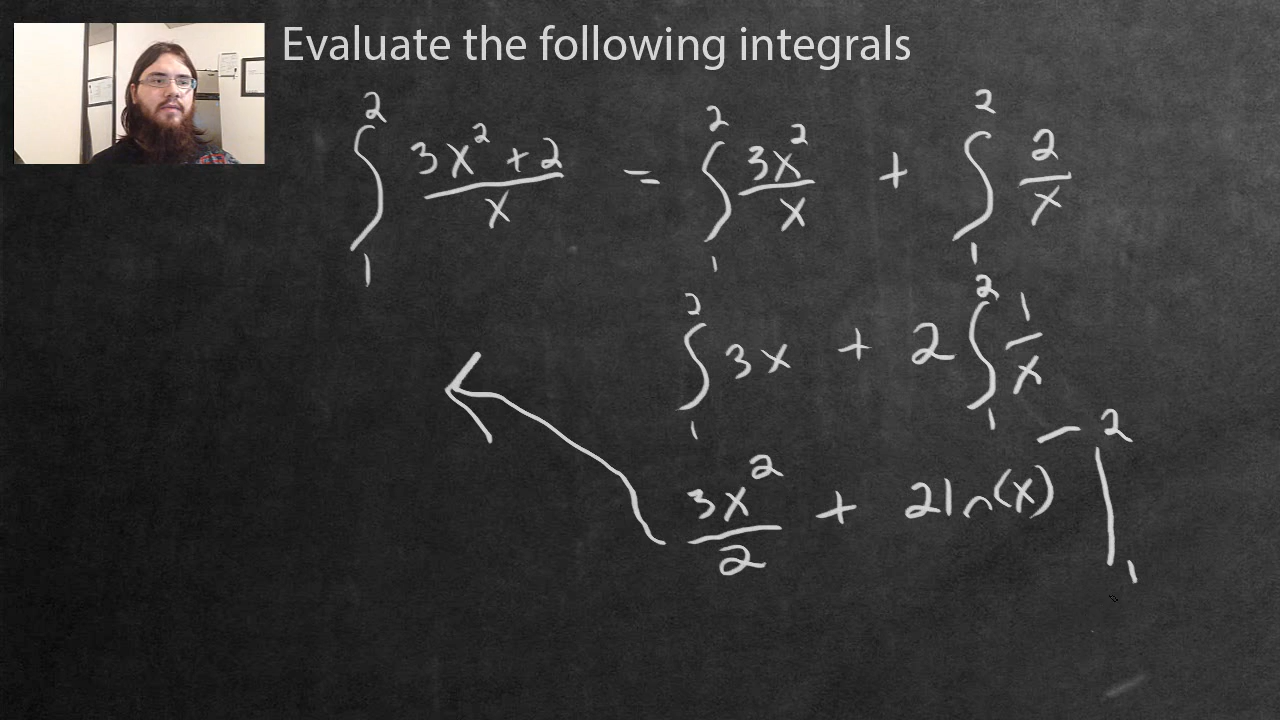 Evaluate the following integrals
∫₁² (3x² + 2)/x = ∫₁² 3x²/x + ∫₁² 2/x
∫₁² 3x + 2 ∫₁² 1/x
3x²/2 + 2ln(x) |₁²